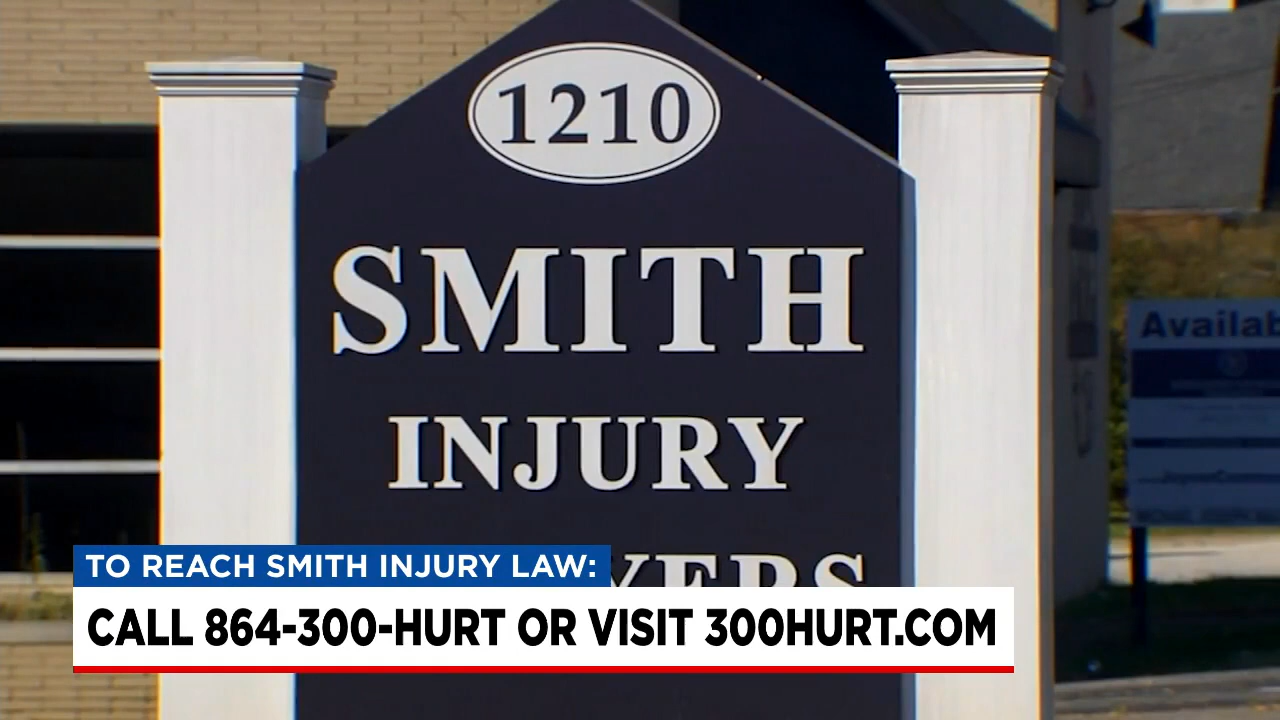 1210
SMITH
INJURY
TO REACH SMITH INJURY LAW:
CALL 864-300-HURT OR VISIT 300HURT.COM